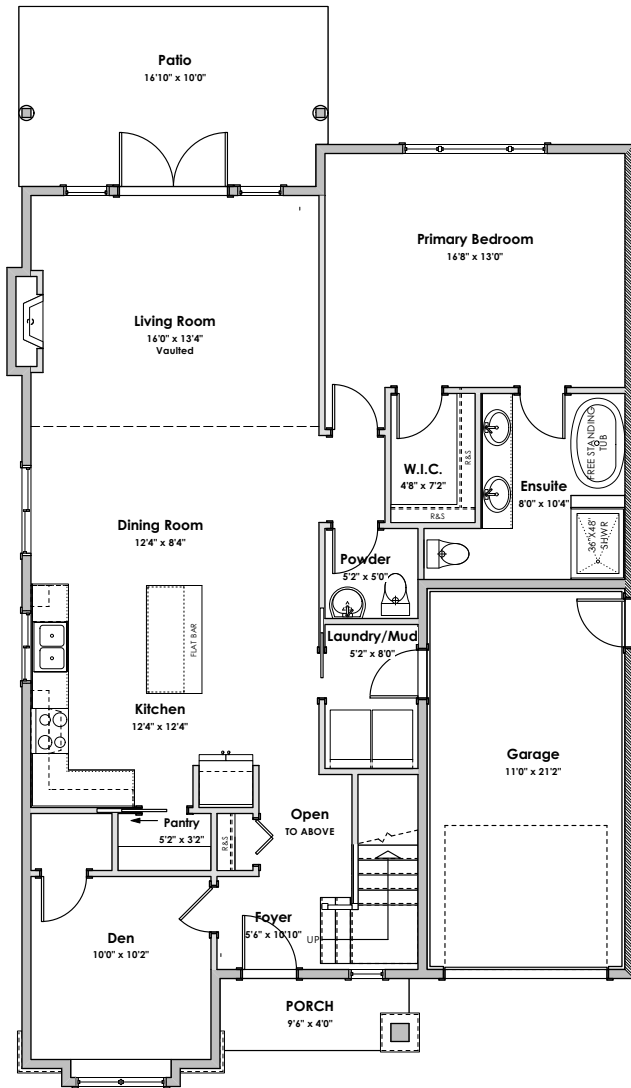 Patio
16'10" x 10'0"
Primary Bedroom
16'8" x 13'0"
Living Room
16'0" x 13'4"
Vaulted
W.I.C.
4'8" x 7'2"
R&S
R&S
Ensuite
8'0" x 10'4"
FREE STANDING
TUB
36"X48"
SHWR
Dining Room
12'4" x 8'4"
Powder
5'2" x 5'0"
FLAT BAR
Laundry/Mud
5'2" x 8'0"
Kitchen
12'4" x 12'4"
Garage
11'0" x 21'2"
Pantry
5'2" x 3'2"
R&S
Open
TO ABOVE
Den
10'0" x 10'2"
Foyer
5'6" x 10'10"
UP
PORCH
9'6" x 4'0"